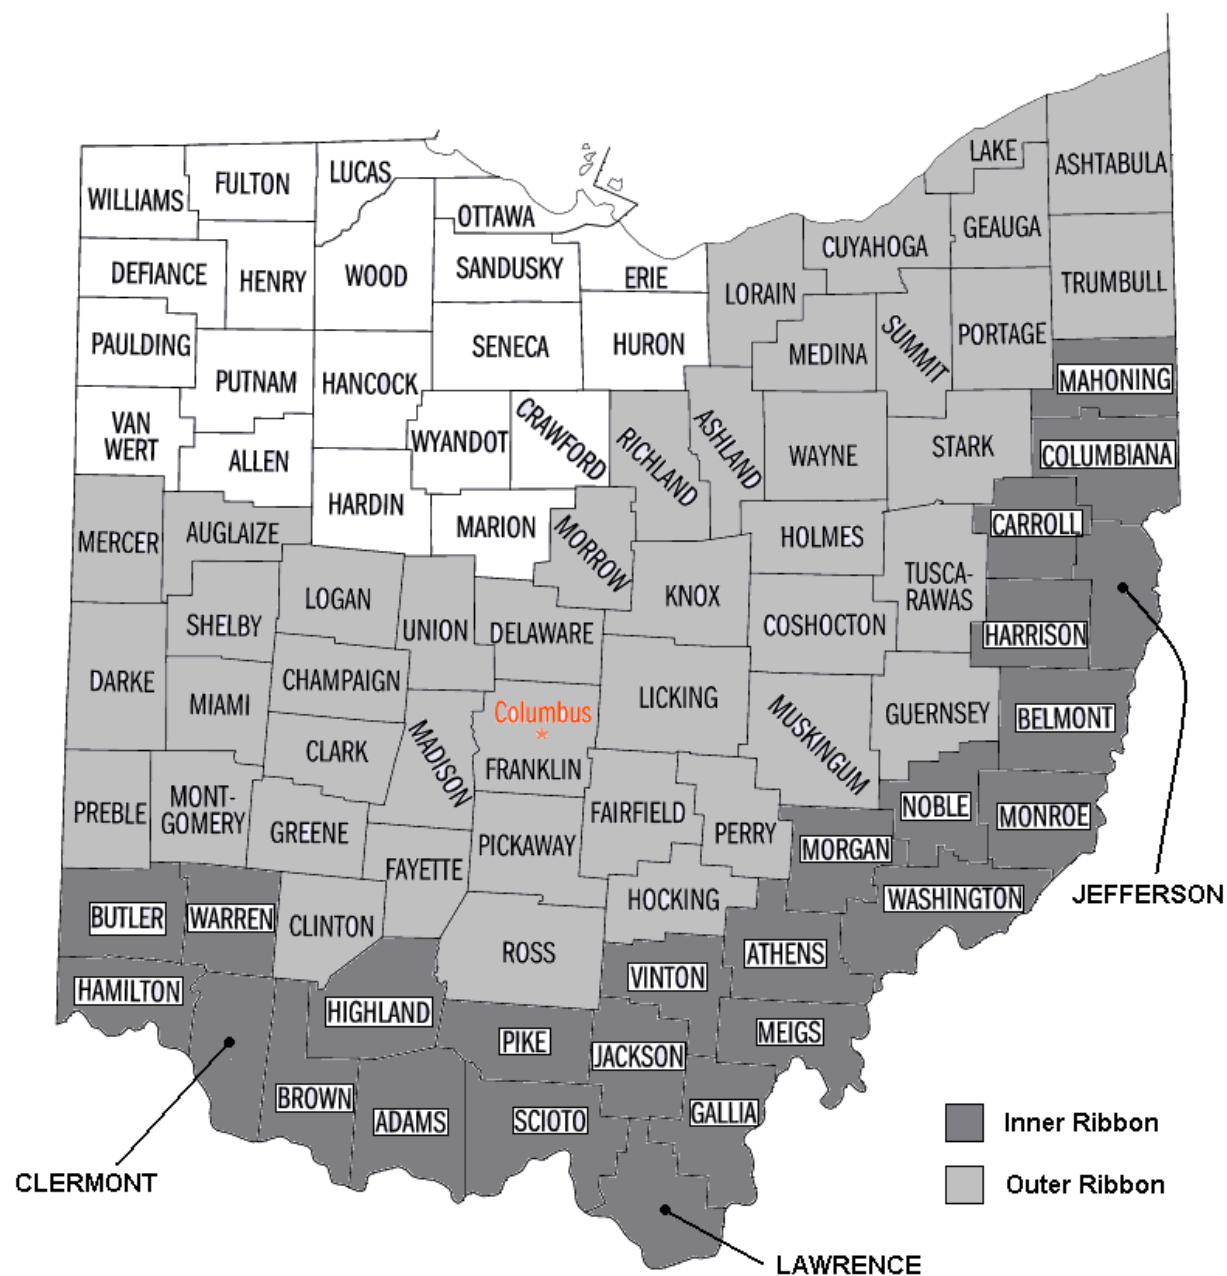 LAKE
ASHTABULA
LUCAS
FULTON
WILLIAMS
OTTAWA
GEAUGA
CUYAHOGA
DEFIANCE
HENRY
WOOD
SANDUSKY
ERIE
LORAIN
TRUMBULL
PAULDING
SENECA
HURON
MEDINA
SUMMIT
PORTAGE
PUTNAM
HANCOCK
MAHONING
VAN
WERT
ALLEN
WYANDOT
CRAWFORD
RICHLAND
ASHLAND
WAYNE
STARK
COLUMBIANA
HARDIN
MARION
MERCER
AUGLAIZE
MORROW
HOLMES
CARROLL
LOGAN
KNOX
TUSCA-
RAWAS
SHELBY
UNION
DELAWARE
COSHOCTON
HARRISON
DARKE
CHAMPAIGN
MIAMI
LICKING
GUERNSEY
BELMONT
Columbus
*
CLARK
MADISON
FRANKLIN
MUSKINGUM
PREBLE
MONT-
GOMERY
GREENE
FAIRFIELD
PERRY
NOBLE
MONROE
PICKAWAY
MORGAN
FAYETTE
HOCKING
WASHINGTON
JEFFERSON
BUTLER
WARREN
CLINTON
ROSS
ATHENS
VINTON
HAMILTON
HIGHLAND
PIKE
JACKSON
MEIGS
BROWN
ADAMS
SCIOTO
GALLIA
Inner Ribbon
CLERMONT
Outer Ribbon
LAWRENCE